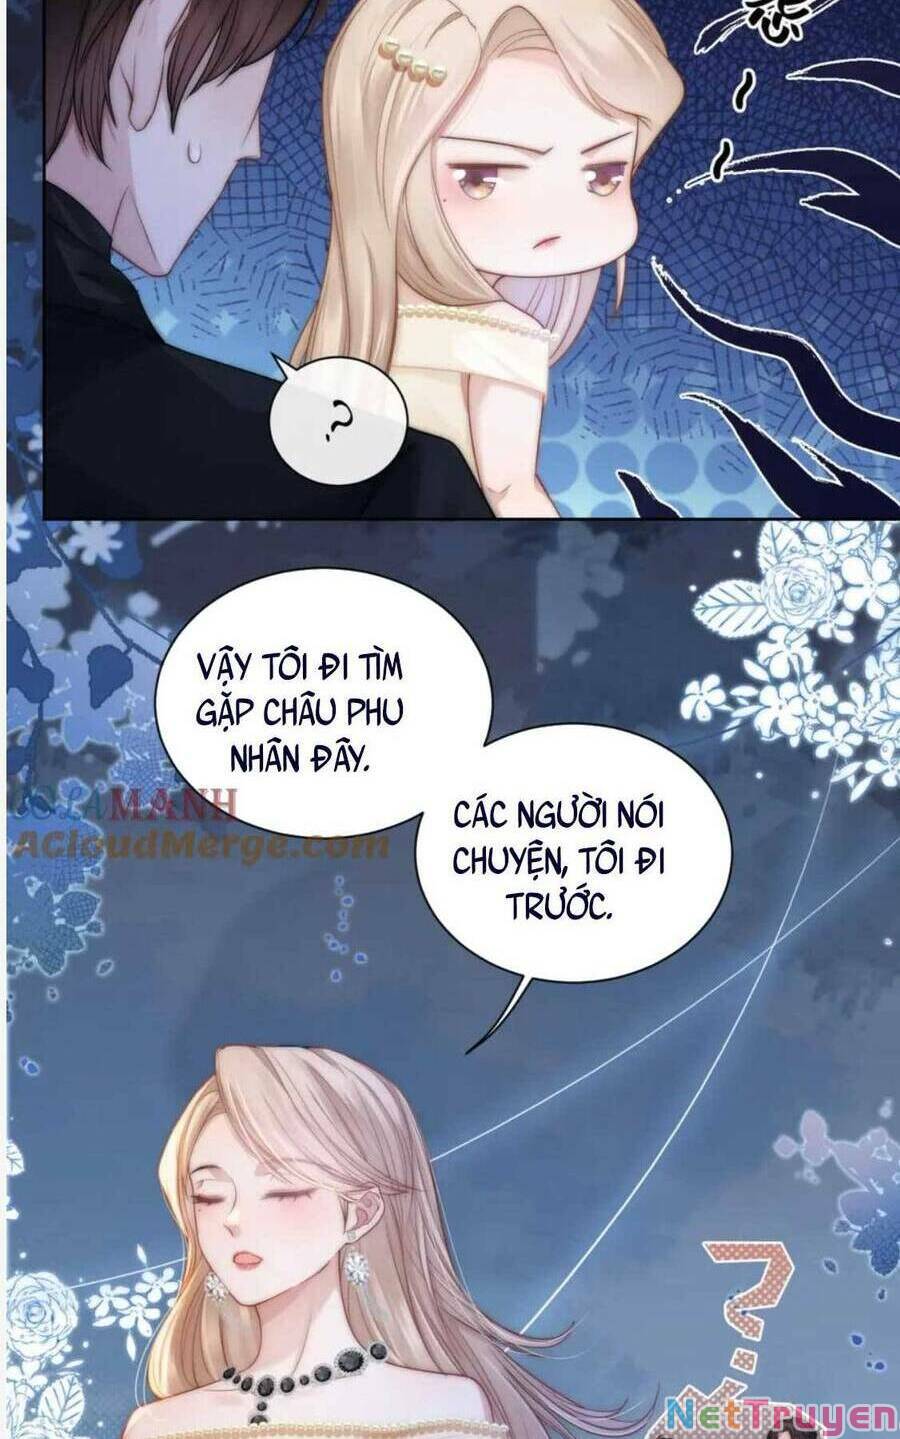 ?
VẬY TÔI ĐI TÌM
GẶP CHÂU PHU
NHÂN ĐÂY.
CÁC NGƯỜI NÓI
CHUYỆN, TÔI ĐI
TRƯỚC.
AcloudMerge.com
?
NetTruyen